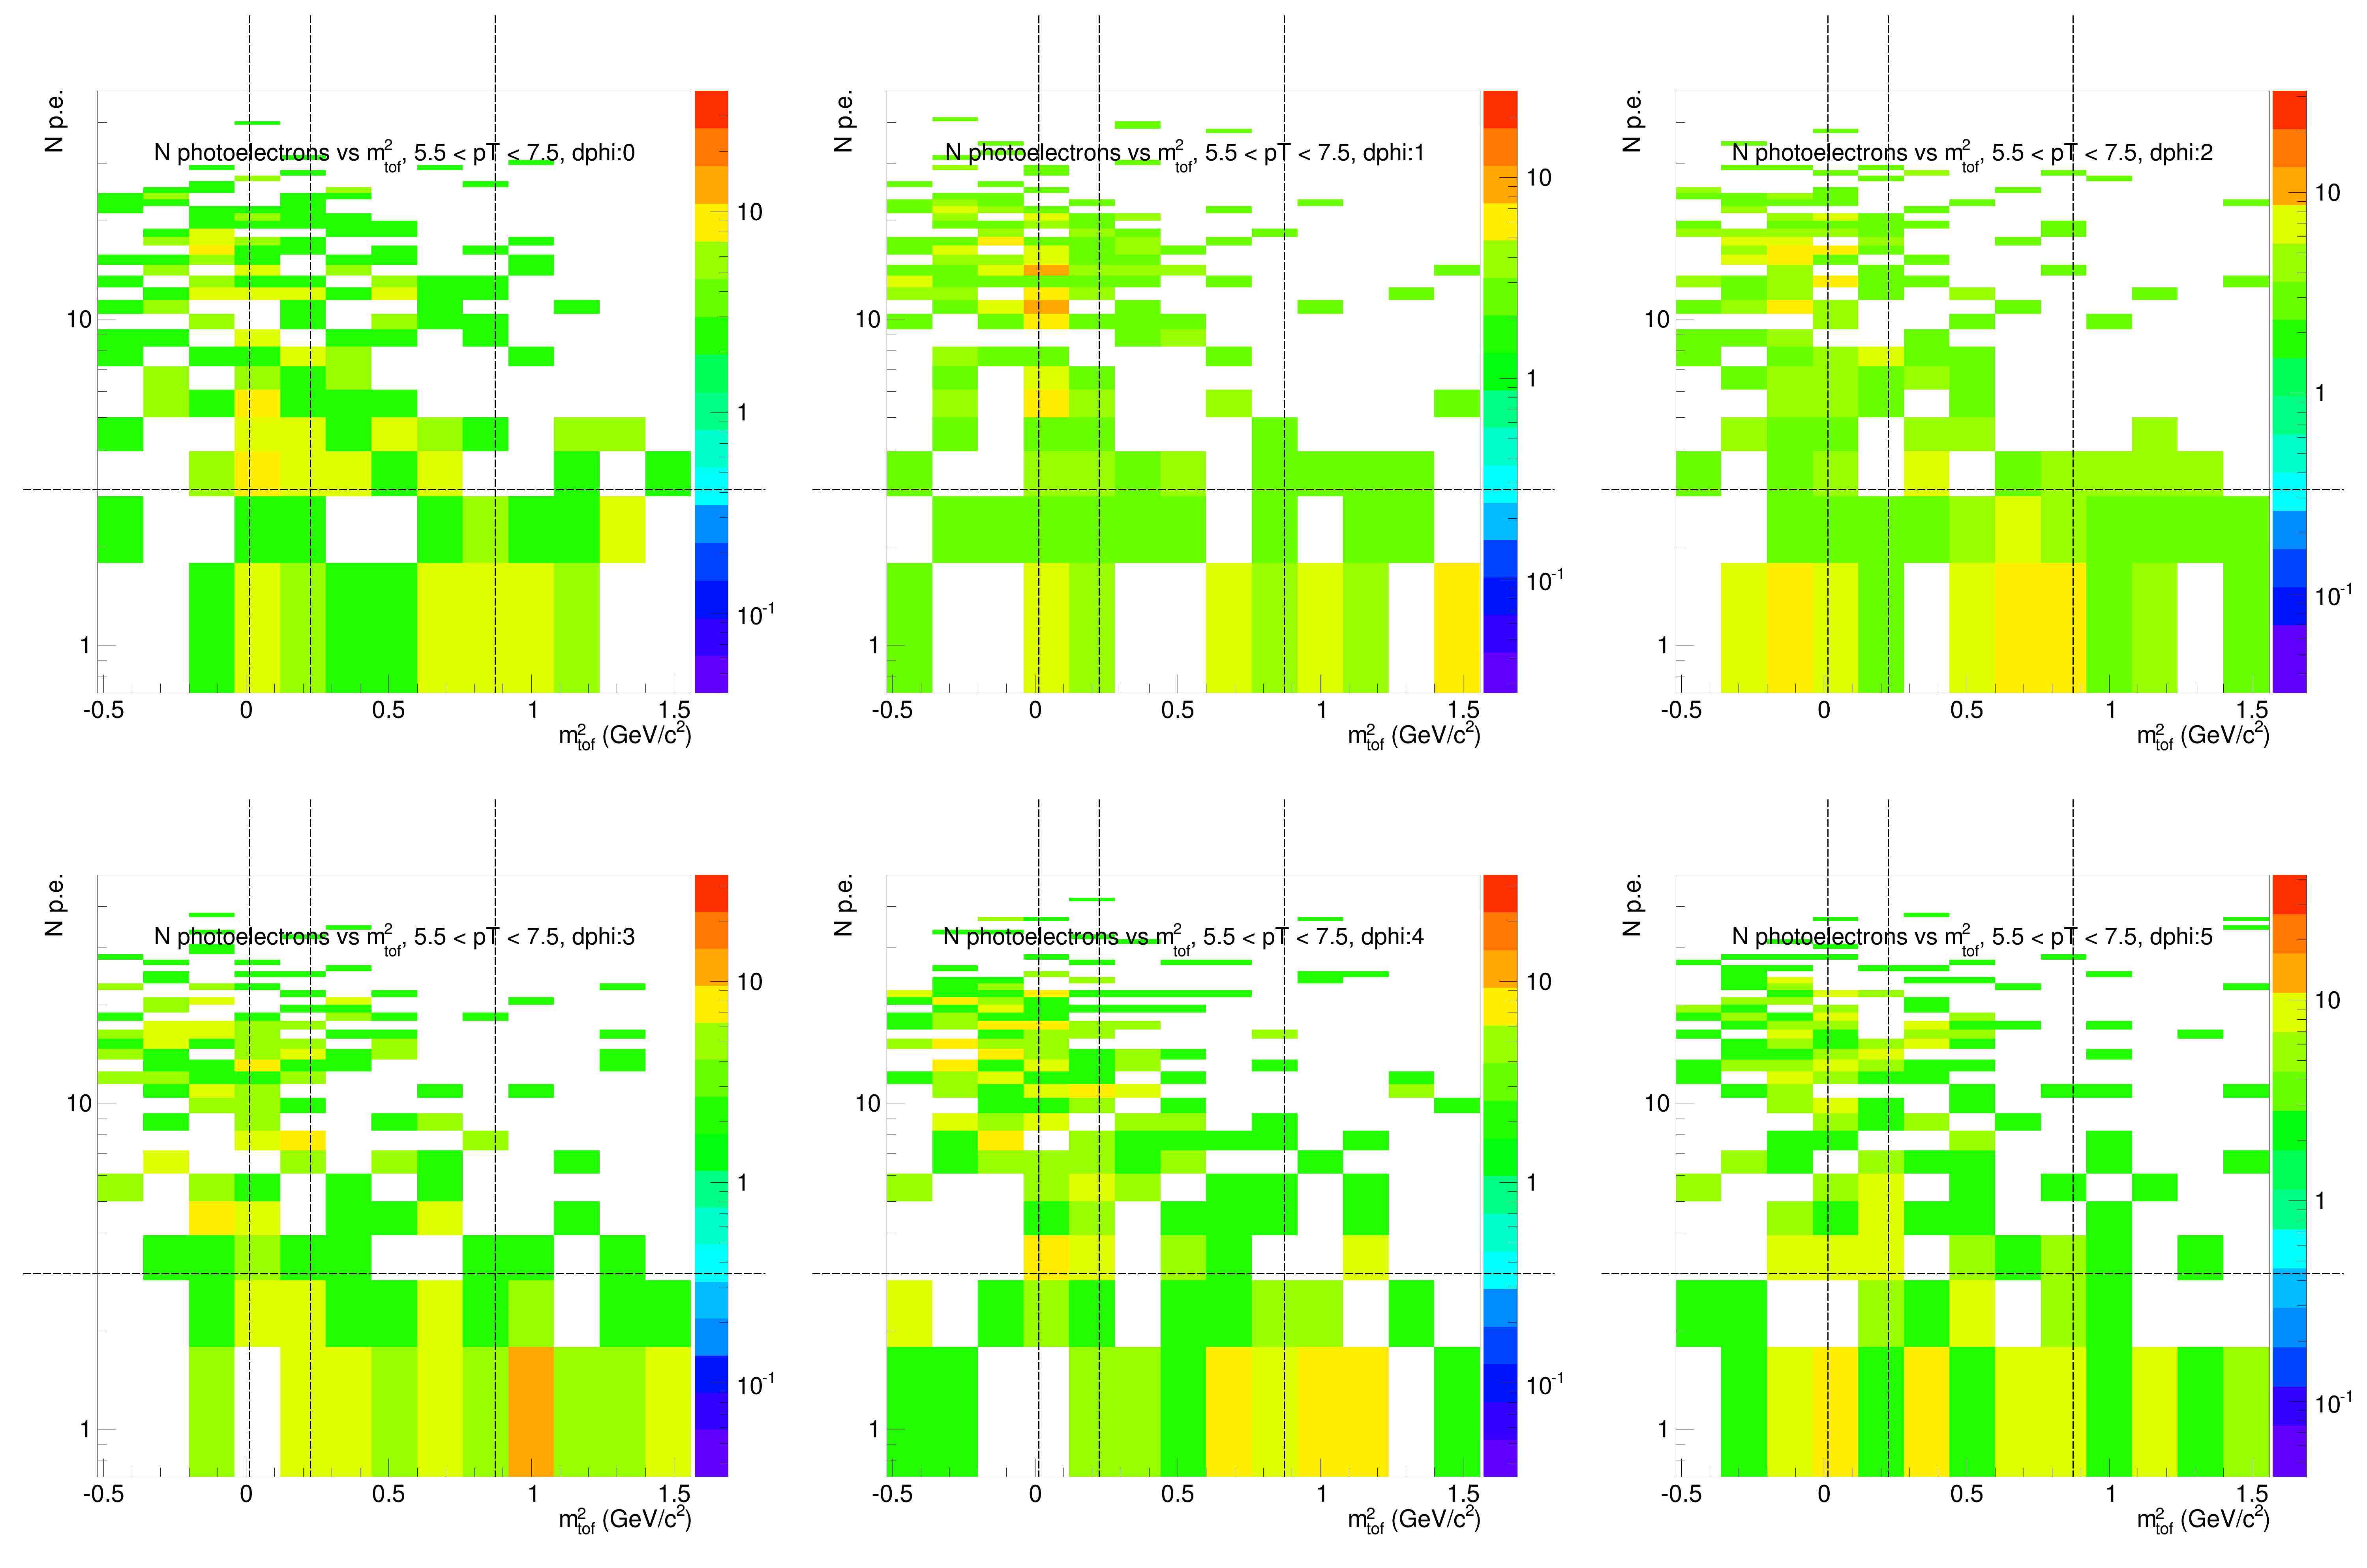 N p.e.
N photoelectrons vs m²tof, 5.5 < pT < 7.5, dphi:0
10
1
10
1
10⁻¹
-0.5 0 0.5 1 1.5
m²tof (GeV/c²)
N p.e.
N photoelectrons vs m²tof, 5.5 < pT < 7.5, dphi:1
10
1
10
1
10⁻¹
-0.5 0 0.5 1 1.5
m²tof (GeV/c²)
N p.e.
N photoelectrons vs m²tof, 5.5 < pT < 7.5, dphi:2
10
1
10
1
10⁻¹
-0.5 0 0.5 1 1.5
m²tof (GeV/c²)
N p.e.
N photoelectrons vs m²tof, 5.5 < pT < 7.5, dphi:3
10
1
10
1
10⁻¹
-0.5 0 0.5 1 1.5
m²tof (GeV/c²)
N p.e.
N photoelectrons vs m²tof, 5.5 < pT < 7.5, dphi:4
10
1
10
1
10⁻¹
-0.5 0 0.5 1 1.5
m²tof (GeV/c²)
N p.e.
N photoelectrons vs m²tof, 5.5 < pT < 7.5, dphi:5
10
1
10
1
10⁻¹
-0.5 0 0.5 1 1.5
m²tof (GeV/c²)